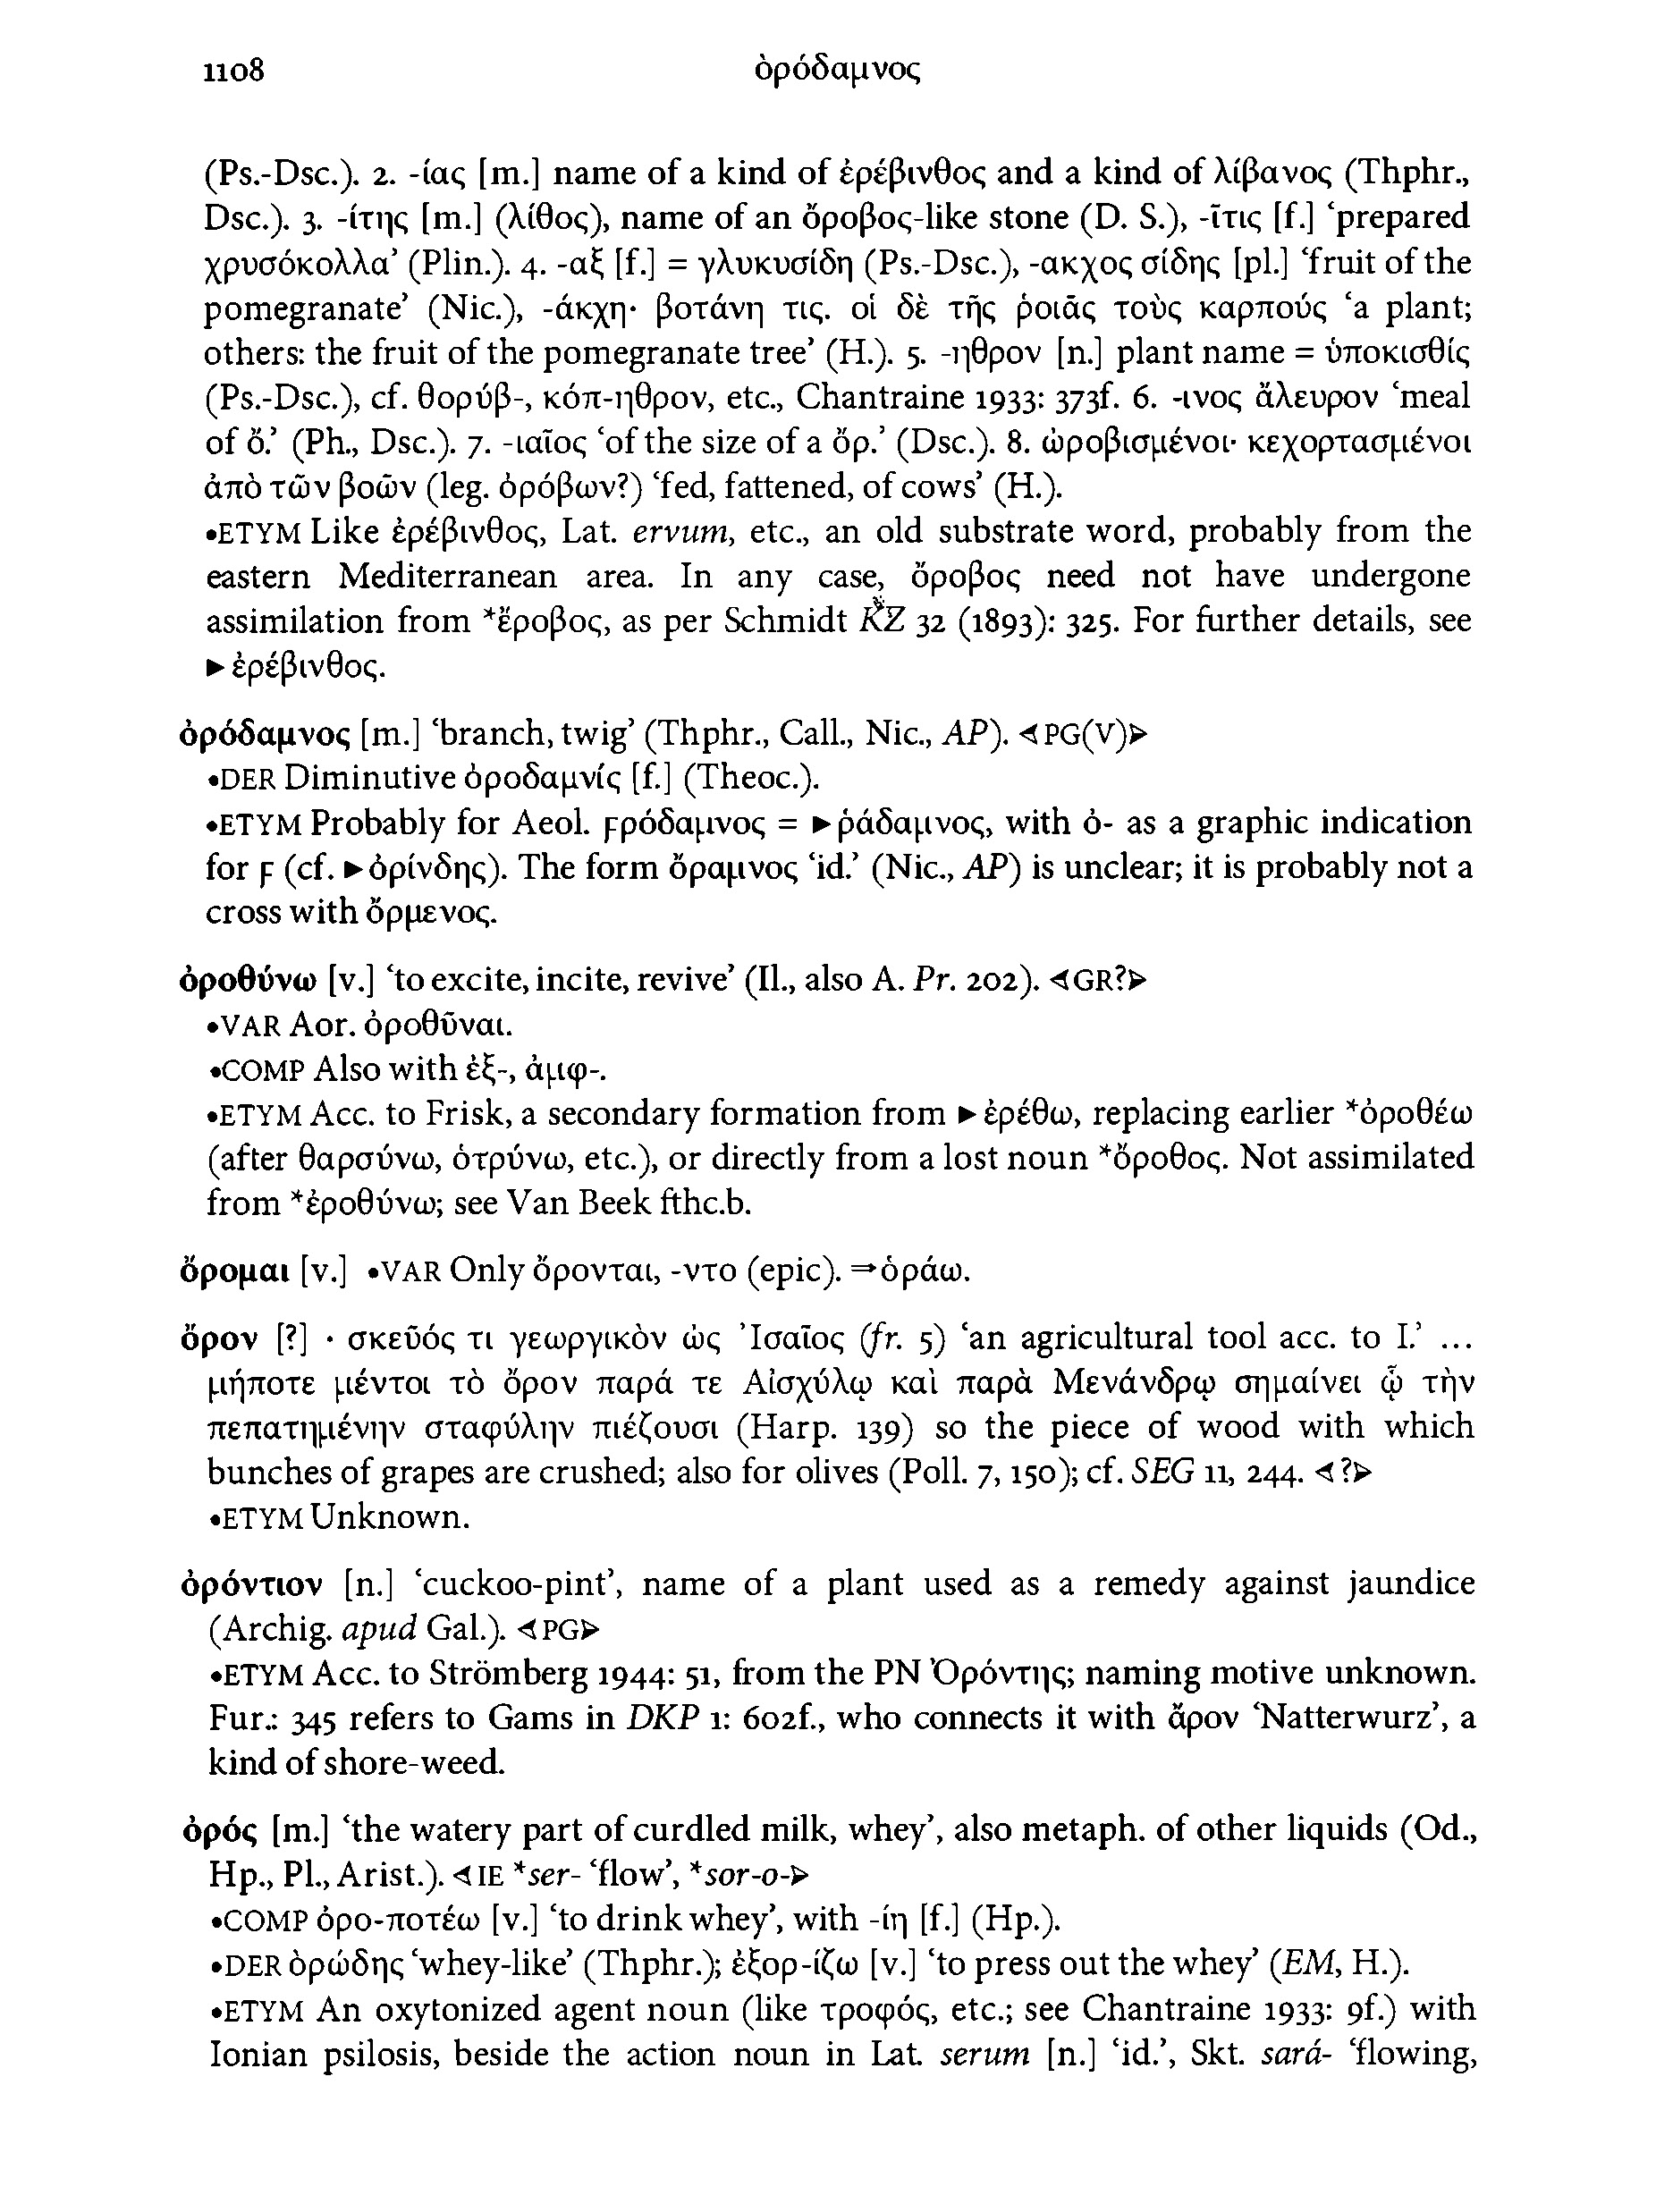 1108
ὀρόδαμνος
(Ps.-Dsc.). 2. -ίας [m.] name of a kind of ἐρέβινθος and a kind of λίβανος (Thphr.,
Dsc.). 3. -ίτης [m.] (λίθος), name of an ὄροβος-like stone (D. S.), -ῖτις [f.] ‘prepared
χρυσόκολλα’ (Plin.). 4. -αξ [f.] = γλυκυσίδη (Ps.-Dsc.), -ακχος σίδης [pl.] ‘fruit of the
pomegranate’ (Nic.), -άκχη· βοτάνη τις. οἱ δὲ τῆς ῥοιᾶς τοὺς καρπούς ‘a plant;
others: the fruit of the pomegranate tree’ (H.). 5. -ηθρον [n.] plant name = ὑποκισθίς
(Ps.-Dsc.), cf. θορύβ-, κόπ-ηθρον, etc., Chantraine 1933: 373f. 6. -ινος ἄλευρον ‘meal
of ὄ.’ (Ph., Dsc.). 7. -ιαῖος ‘of the size of a ὄρ.’ (Dsc.). 8. ὠροβισμένοι· κεχορτασμένοι
ἀπὸ τῶν βοῶν (leg. ὀρόβων?) ‘fed, fattened, of cows’ (H.).
•ETYM Like ἐρέβινθος, Lat. ervum, etc., an old substrate word, probably from the
eastern Mediterranean area. In any case, ὄροβος need not have undergone
assimilation from *ἔροβος, as per Schmidt KZ 32 (1893): 325. For further details, see
►ἐρέβινθος.
ὀρόδαμνος [m.] ‘branch, twig’ (Thphr., Call., Nic., AP). ⊲PG(V)⊳
•DER Diminutive ὀροδαμνίς [f.] (Theoc.).
•ETYM Probably for Aeol. ϝρόδαμνος = ►ῥάδαμνος, with ὀ- as a graphic indication
for ϝ (cf. ►ὀρίνδης). The form ὄραμνος ‘id.’ (Nic., AP) is unclear; it is probably not a
cross with ὄρμενος.
ὀροθύνω [v.] ‘to excite, incite, revive’ (Il., also A. Pr. 202). ⊲GR?⊳
•VAR Aor. ὀροθῦναι.
•COMP Also with ἐξ-, ἀμφ-.
•ETYM Acc. to Frisk, a secondary formation from ►ἐρέθω, replacing earlier *ὀροθέω
(after θαρσύνω, ὀτρύνω, etc.), or directly from a lost noun *ὄροθος. Not assimilated
from *ἐροθύνω; see Van Beek fthc.b.
ὄρομαι [v.] •VAR Only ὄρονται, -ντο (epic). ⇒ὁράω.
ὄρον [?] · σκεῦός τι γεωργικὸν ὡς Ἰσαῖος (fr. 5) ‘an agricultural tool acc. to I.’ ...
μήποτε μέντοι τὸ ὄρον παρά τε Αἰσχύλῳ καὶ παρὰ Μενάνδρῳ σημαίνει ᾧ τὴν
πεπατημένην σταφύλην πιέζουσι (Harp. 139) so the piece of wood with which
bunches of grapes are crushed; also for olives (Poll. 7, 150); cf. SEG 11, 244. ⊲?⊳
•ETYM Unknown.
ὀρόντιον [n.] ‘cuckoo-pint’, name of a plant used as a remedy against jaundice
(Archig. apud Gal.). ⊲PG⊳
•ETYM Acc. to Strömberg 1944: 51, from the PN Ὀρόντης; naming motive unknown.
Fur.: 345 refers to Gams in DKP 1: 602f., who connects it with ἄρον ‘Natterwurz’, a
kind of shore-weed.
ὀρός [m.] ‘the watery part of curdled milk, whey’, also metaph. of other liquids (Od.,
Hp., Pl., Arist.). ⊲IE *ser- ‘flow’, *sor-o-⊳
•COMP ὀρο-ποτέω [v.] ‘to drink whey’, with -ίη [f.] (Hp.).
•DER ὀρώδης ‘whey-like’ (Thphr.); ἐξορ-ίζω [v.] ‘to press out the whey’ (EM, H.).
•ETYM An oxytonized agent noun (like τροφός, etc.; see Chantraine 1933: 9f.) with
Ionian psilosis, beside the action noun in Lat. serum [n.] ‘id.’, Skt. sará- ‘flowing,